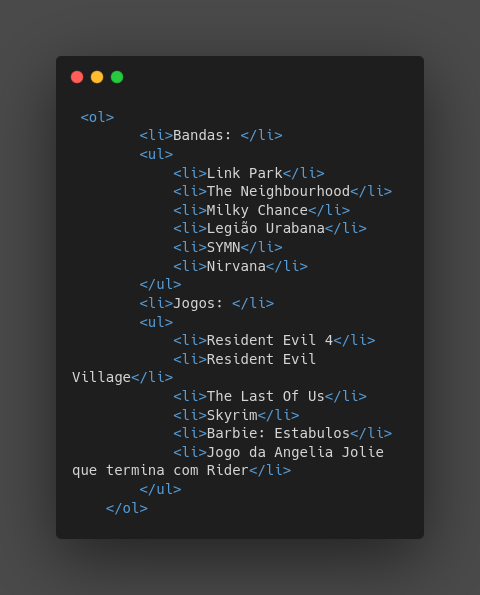 <ol>
<li>Bandas: </li>
<ul>
<li>Link Park</li>
<li>The Neighbourhood</li>
<li>Milky Chance</li>
<li>Legião Urabana</li>
<li>SYMN</li>
<li>Nirvana</li>
</ul>
<li>Jogos: </li>
<ul>
<li>Resident Evil 4</li>
<li>Resident Evil
Village</li>
<li>The Last Of Us</li>
<li>Skyrim</li>
<li>Barbie: Estabulos</li>
<li>Jogo da Angelia Jolie
que termina com Rider</li>
</ul>
</ol>